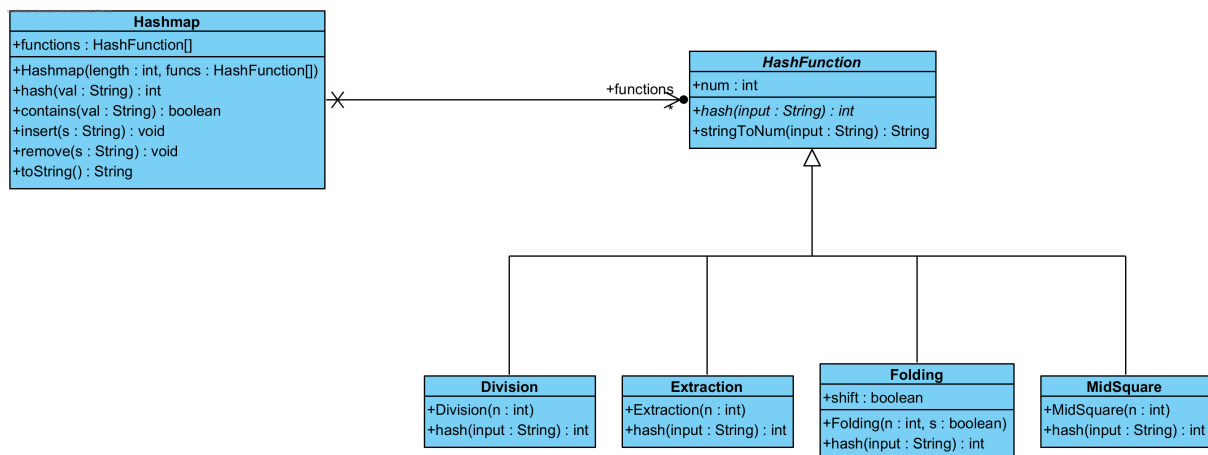 Hashmap
+functions : HashFunction[]
+Hashmap(length : int, funcs : HashFunction[])
+hash(val : String) : int
+contains(val : String) : boolean
+insert(s : String) : void
+remove(s : String) : void
+toString() : String
+functions
*
HashFunction
+num : int
+hash(input : String) : int
+stringToNum(input : String) : String
Division
+Division(n : int)
+hash(input : String) : int
Extraction
+Extraction(n : int)
+hash(input : String) : int
Folding
+shift : boolean
+Folding(n : int, s : boolean)
+hash(input : String) : int
MidSquare
+MidSquare(n : int)
+hash(input : String) : int